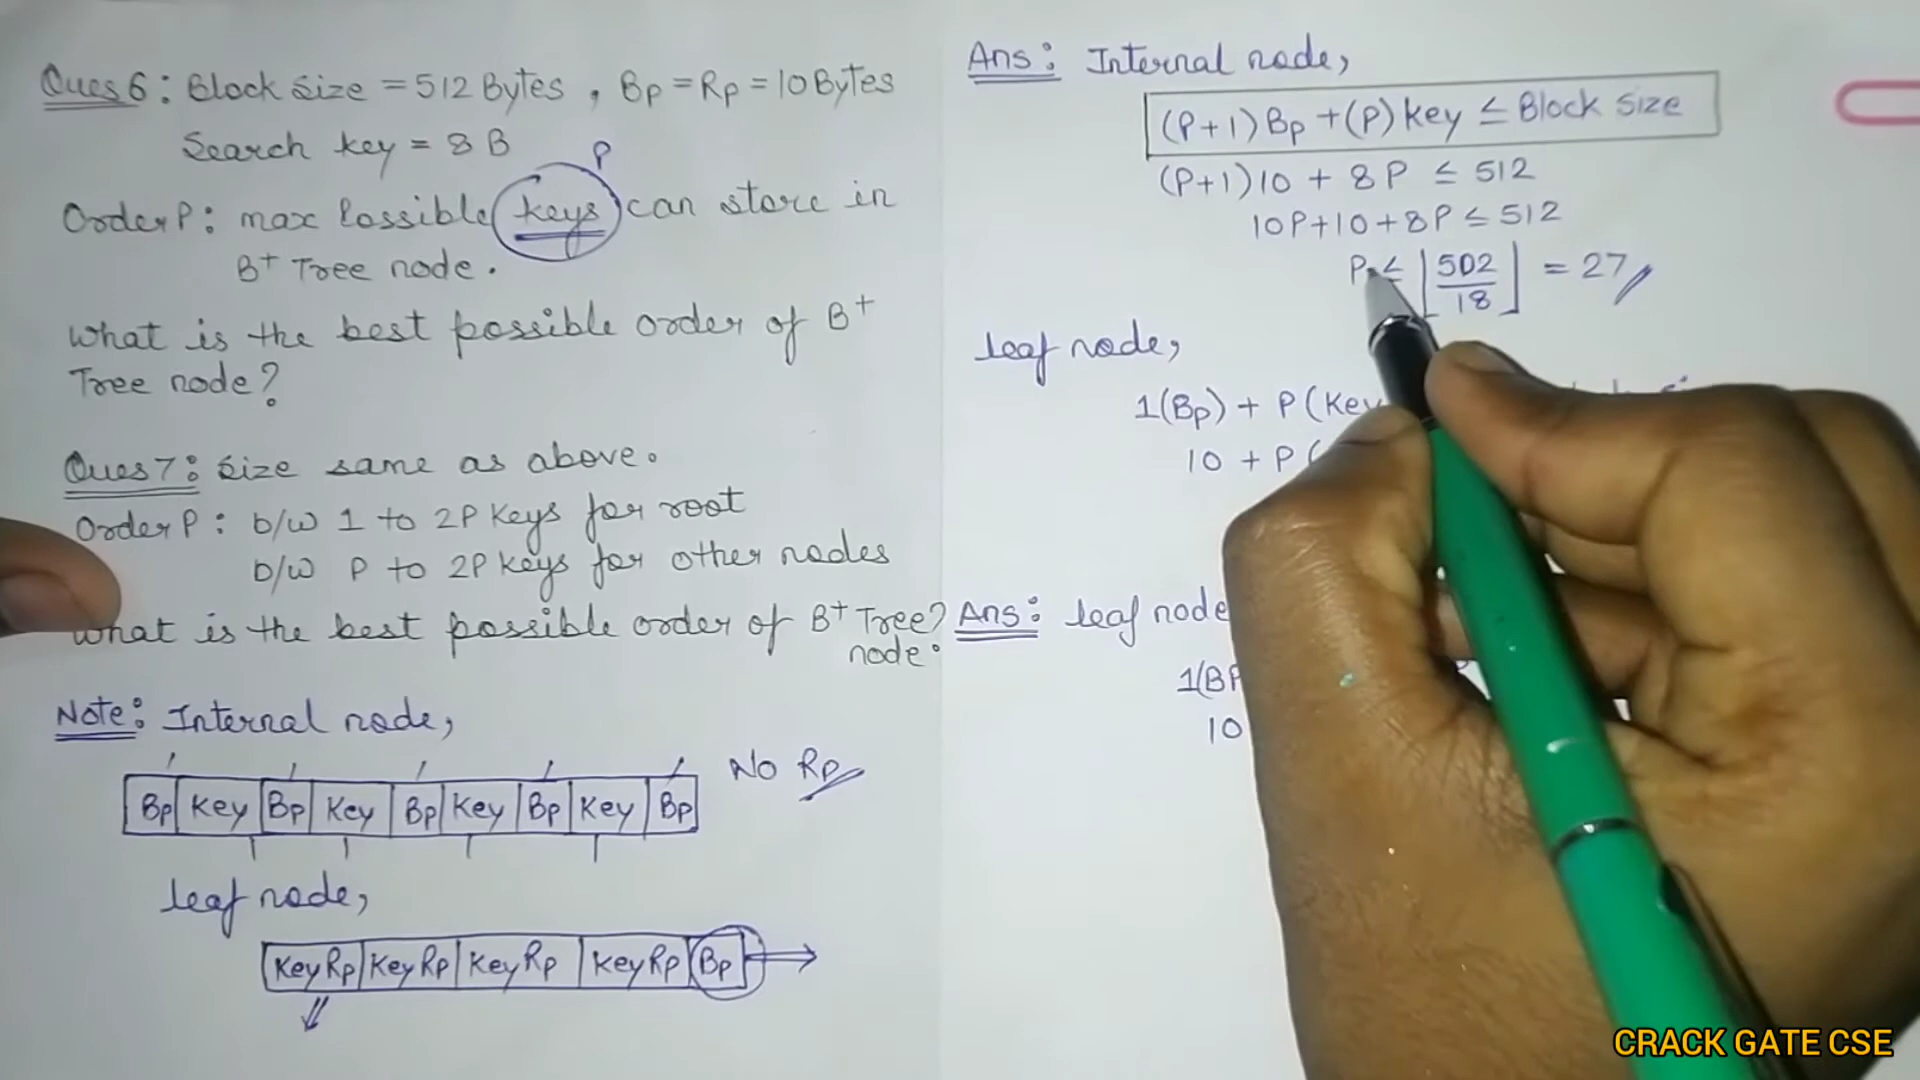 Ques 6: Block Size = 512 Bytes, Bp = Rp = 10 Bytes
Search key = 8 B
P
Order P: max Possible keys can store in
B+ Tree node.
What is the best possible order of B+
Tree node?
Ques 7: Size same as above.
Order P: b/w 1 to 2P Keys for root
b/w P to 2P Keys for other nodes
What is the best possible order of B+ Tree?
node.
Note: Internal node,
Bp Key Bp Key Bp Key Bp Key Bp
No Rp
leaf node,
Key Rp Key Rp Key Rp Key Rp Bp
Ans: Internal node,
(P+1) Bp + (P) Key ≤ Block Size
(P+1) 10 + 8P ≤ 512
10P + 10 + 8P ≤ 512
P ≤ ⌊502/18⌋ = 27
leaf node,
1(Bp) + P (Key
10 + P (
Ans: leaf node
1(BP
10
CRACK GATE CSE